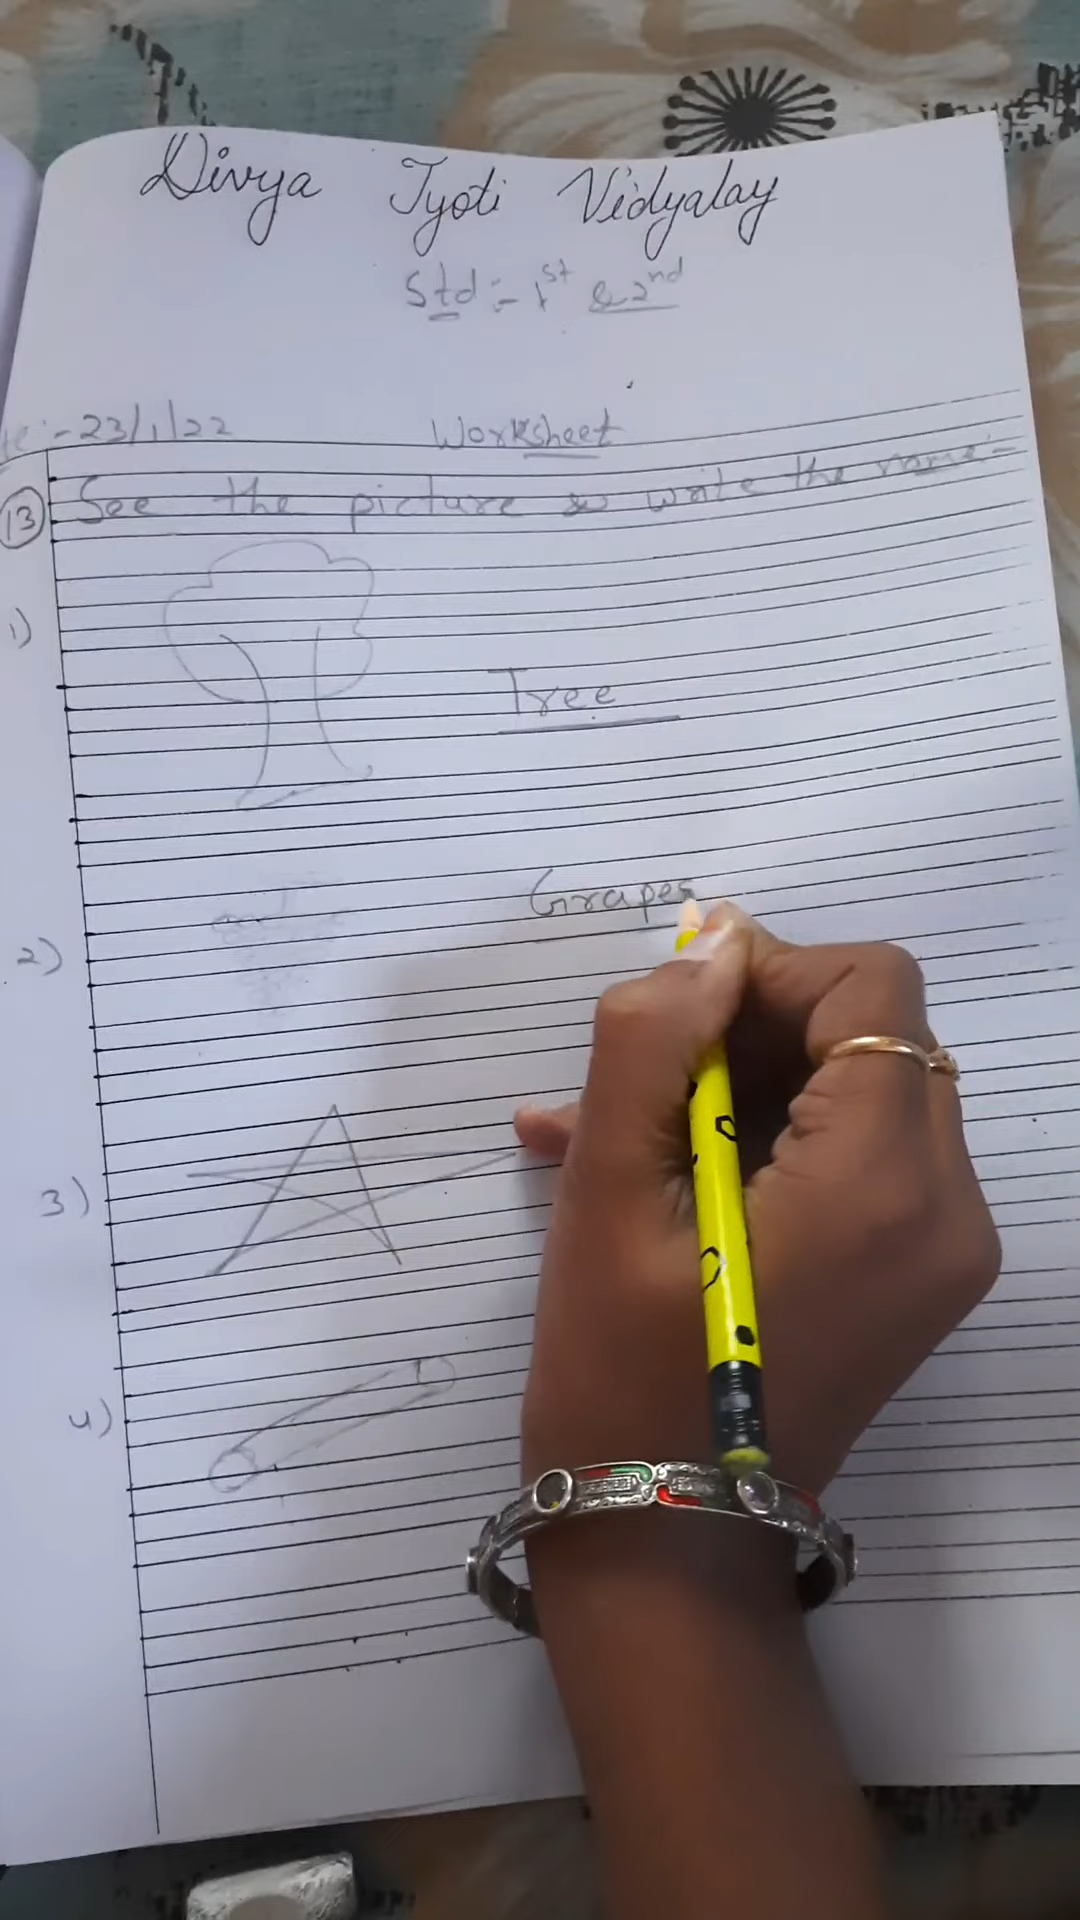 Divya Jyoti Vidyalay
Std :- 1st & 2nd
:- 23/1/22 Worksheet
13 See the picture & write the name :-
1) Tree
2) Grapes
3)
4)